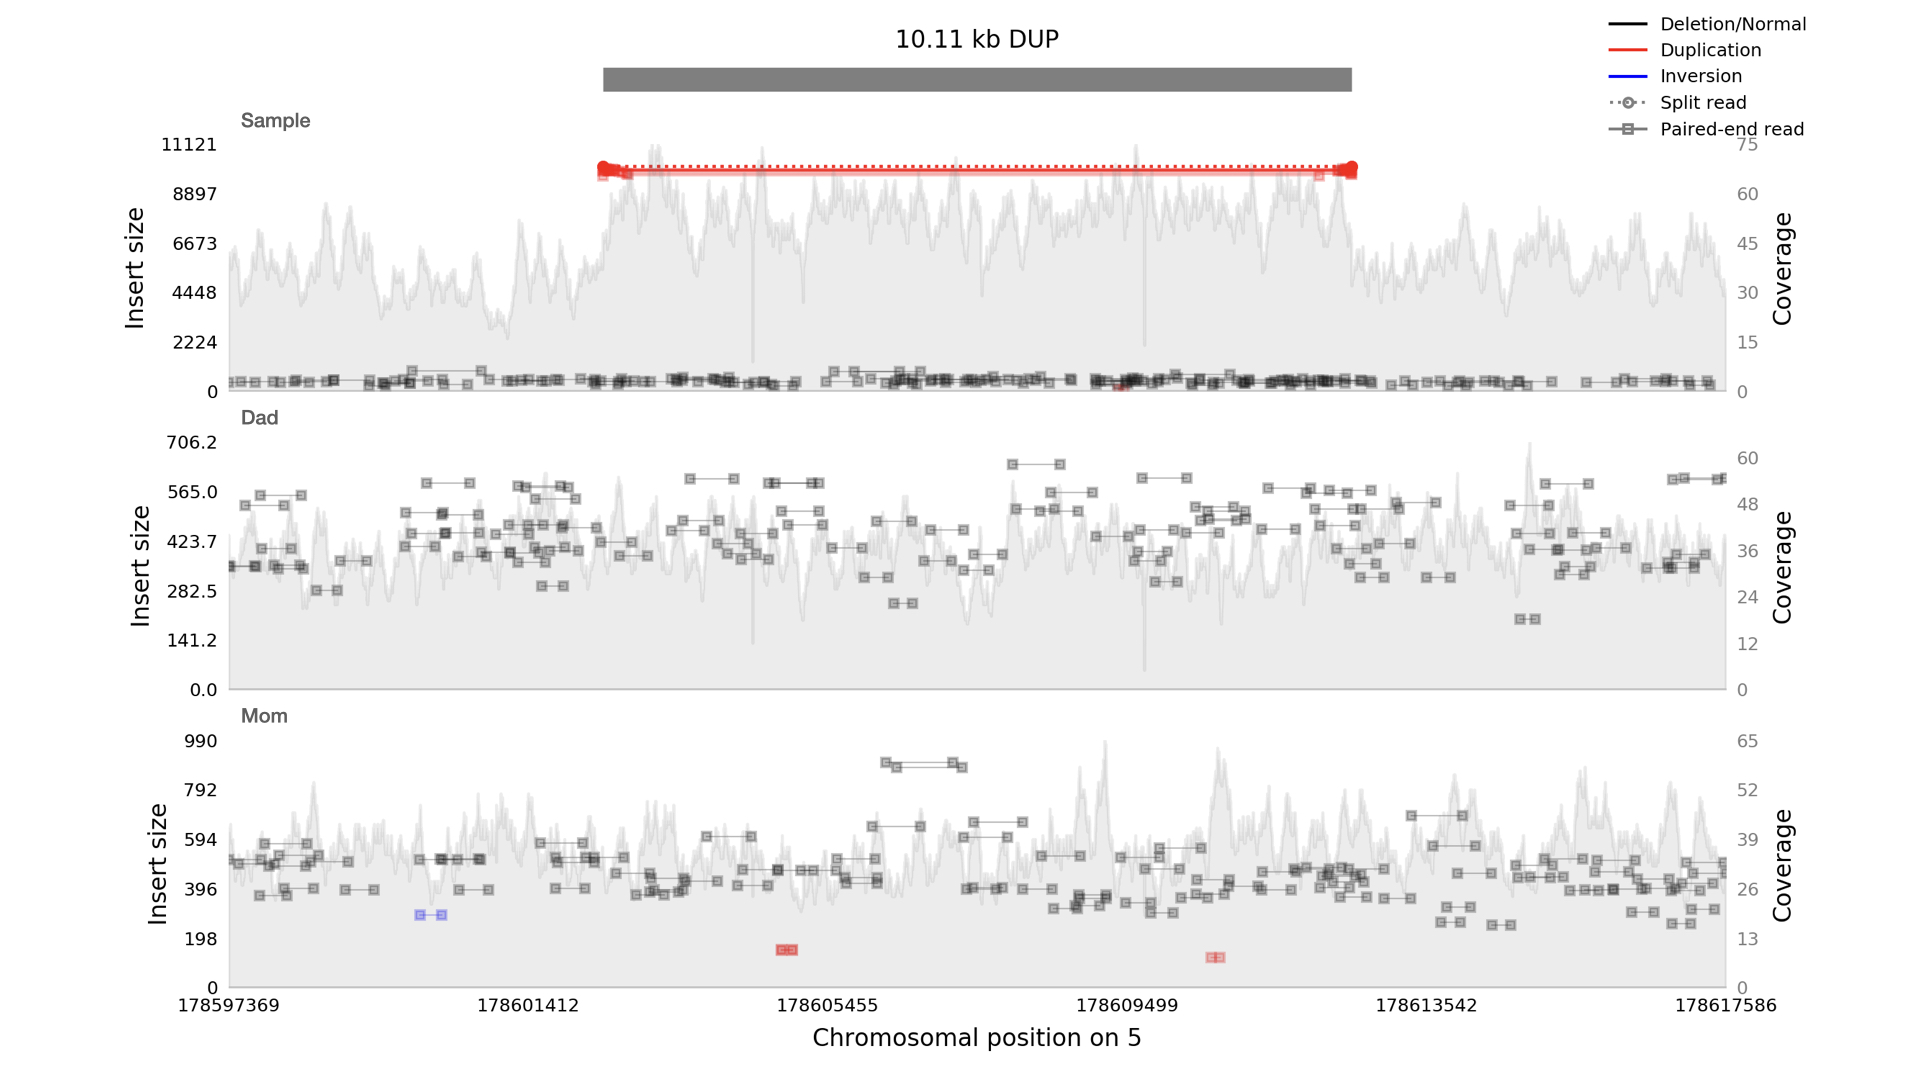 10.11 kb DUP
Deletion/Normal
Duplication
Inversion
Split read
Paired-end read
Sample
11121
8897
6673
4448
2224
0
Insert size
75
60
45
30
15
0
Coverage
Dad
706.2
565.0
423.7
282.5
141.2
0.0
Insert size
60
48
36
24
12
0
Coverage
Mom
990
792
594
396
198
0
Insert size
65
52
39
26
13
0
Coverage
178597369 178601412 178605455 178609499 178613542 178617586
Chromosomal position on 5